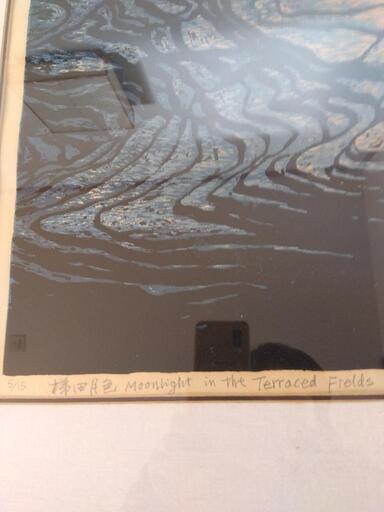 5/15 梯田月色 Moonlight in the Terraced Fields